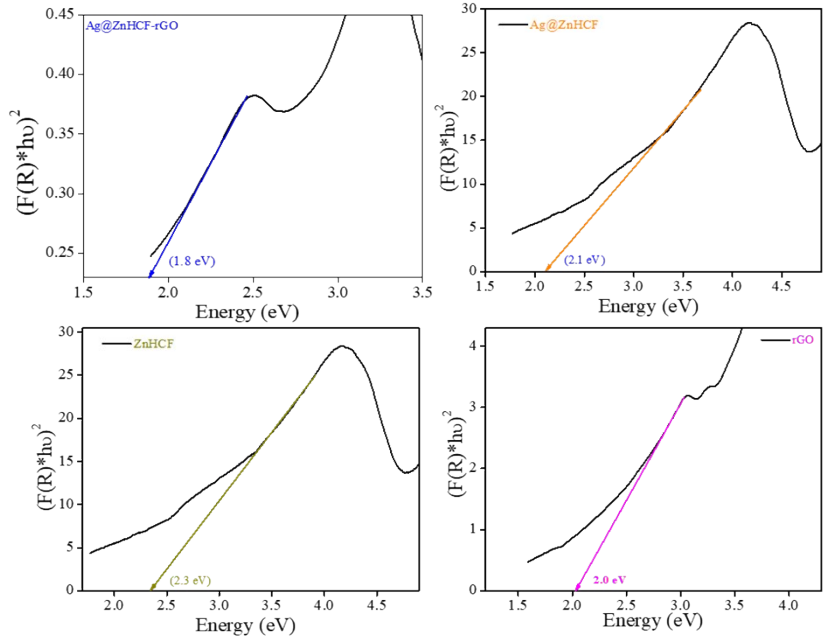 Ag@ZnHCF-rGO
(F(R)*hυ)²
0.45
0.40
0.35
0.30
0.25
(1.8 eV)
1.5 2.0 2.5 3.0 3.5
Energy (eV)
Ag@ZnHCF
(F(R)*hυ)²
30
25
20
15
10
5
0
(2.1 eV)
1.5 2.0 2.5 3.0 3.5 4.0 4.5
Energy (eV)
ZnHCF
(F(R)*hυ)²
30
25
20
15
10
5
0
(2.3 eV)
2.0 2.5 3.0 3.5 4.0 4.5
Energy (eV)
rGO
(F(R)*hυ)²
4
3
2
1
0
2.0 eV
1.5 2.0 2.5 3.0 3.5 4.0
Energy (eV)